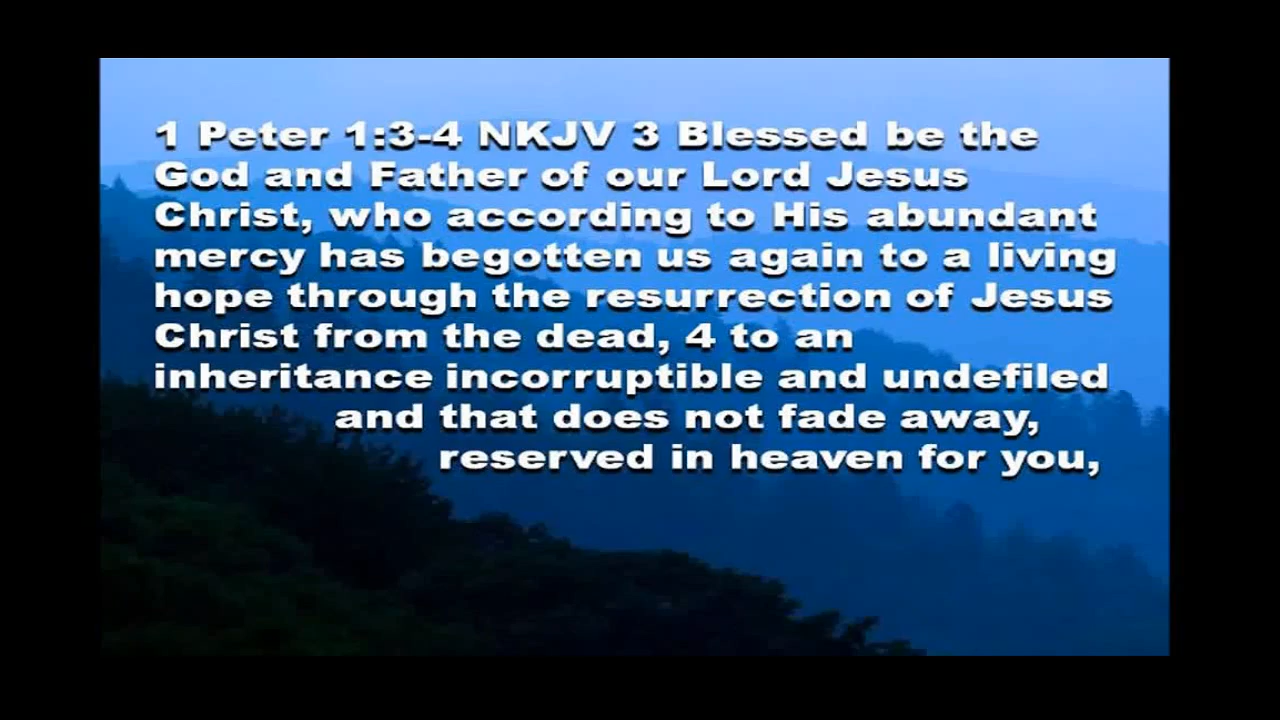 1 Peter 1:3-4 NKJV 3 Blessed be the
God and Father of our Lord Jesus
Christ, who according to His abundant
mercy has begotten us again to a living
hope through the resurrection of Jesus
Christ from the dead, 4 to an
inheritance incorruptible and undefiled
and that does not fade away,
reserved in heaven for you,